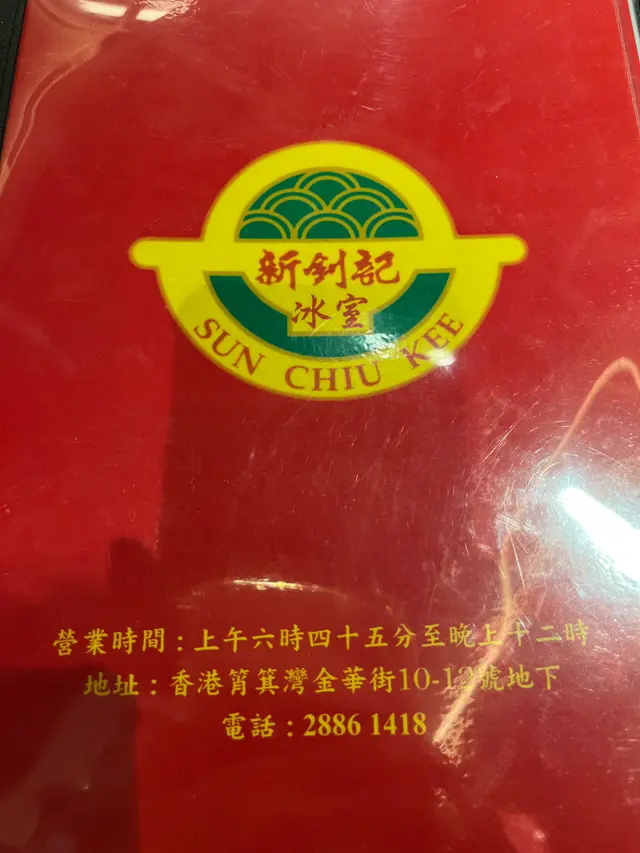 新釗記
冰室
SUN CHIU KEE
營業時間：上午六時四十五分至晚上十二時
地址：香港筲箕灣金華街10-12號地下
電話：2886 1418